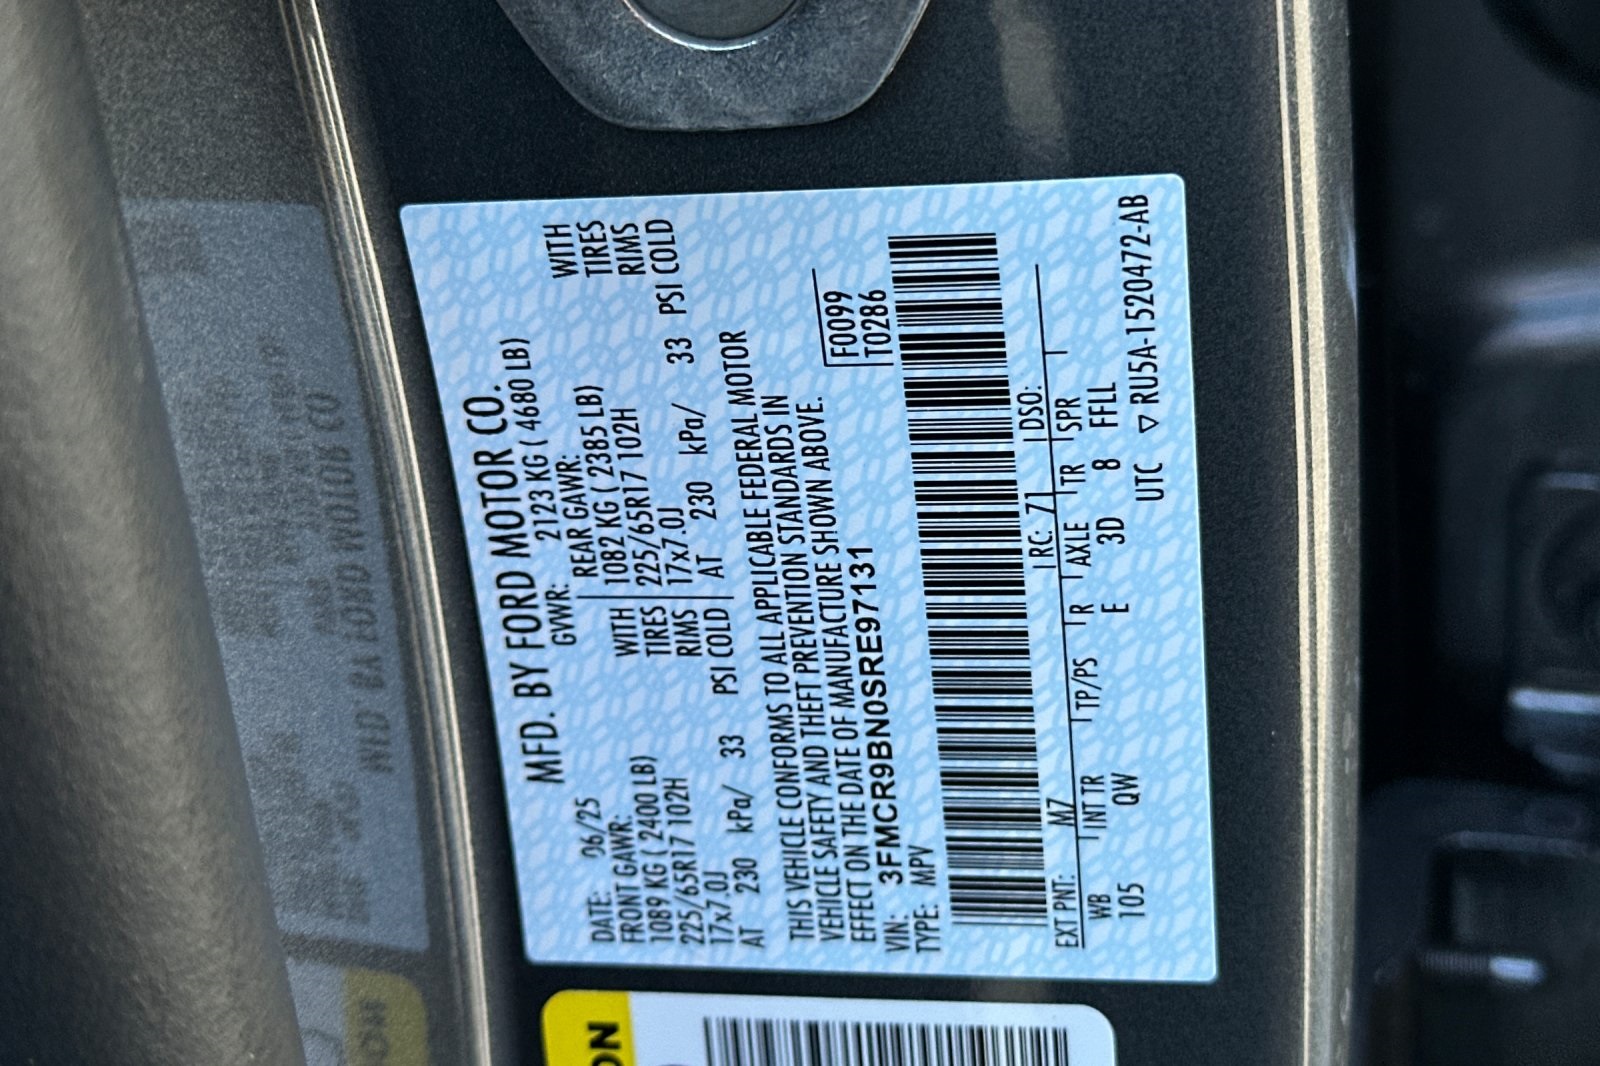 MFD. BY FORD MOTOR CO.
DATE: 06/25 GVWR: 2123 KG ( 4680 LB)
FRONT GAWR: REAR GAWR:
1089 KG ( 2400 LB) WITH 1082 KG ( 2385 LB) WITH
225/65R17 102H TIRES 225/65R17 102H TIRES
17x7.0J RIMS 17x7.0J RIMS
AT 230 kPa/ 33 PSI COLD AT 230 kPa/ 33 PSI COLD
THIS VEHICLE CONFORMS TO ALL APPLICABLE FEDERAL MOTOR
VEHICLE SAFETY AND THEFT PREVENTION STANDARDS IN
EFFECT ON THE DATE OF MANUFACTURE SHOWN ABOVE.
VIN: 3FMCR9BN0SRE97131 F0099
TYPE: MPV T0286
EXT PNT: M7 RC: 71 DSO:
WB INT TR TP/PS R AXLE TR SPR
105 QW E 3D 8 FFLL
UTC ▽ RU5A-1520472-AB
ON